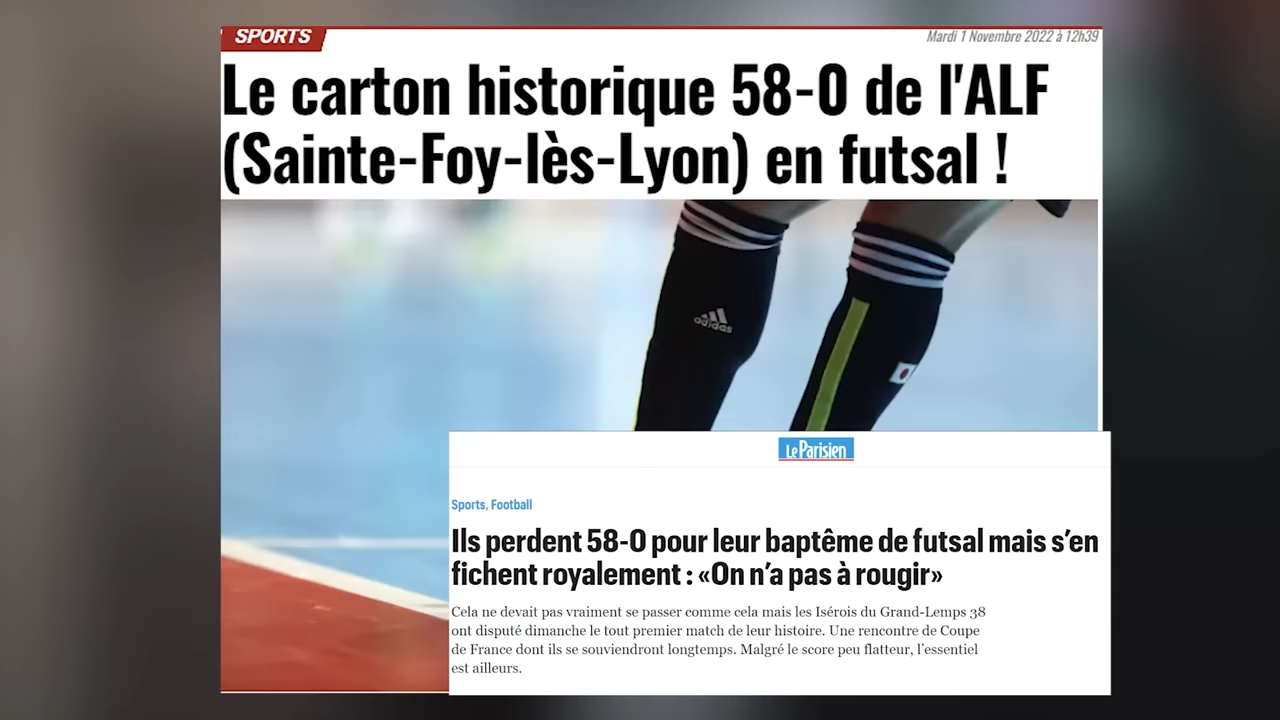 SPORTS
Mardi 1 Novembre 2022 à 12h39
Le carton historique 58-0 de l'ALF
(Sainte-Foy-lès-Lyon) en futsal !
adidas
Le Parisien
Sports, Football
Ils perdent 58-0 pour leur baptême de futsal mais s’en
fichent royalement : «On n’a pas à rougir»
Cela ne devait pas vraiment se passer comme cela mais les Isérois du Grand-Lemps 38
ont disputé dimanche le tout premier match de leur histoire. Une rencontre de Coupe
de France dont ils se souviendront longtemps. Malgré le score peu flatteur, l’essentiel
est ailleurs.